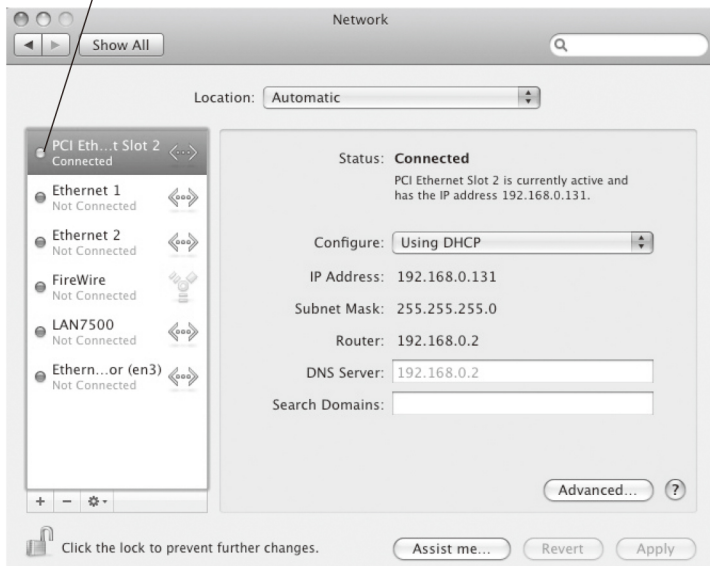 Network
Show All
Location: Automatic
PCI Eth...t Slot 2
Connected
Ethernet 1
Not Connected
Ethernet 2
Not Connected
FireWire
Not Connected
LAN7500
Not Connected
Ethern...or (en3)
Not Connected
Status: Connected
PCI Ethernet Slot 2 is currently active and
has the IP address 192.168.0.131.
Configure: Using DHCP
IP Address: 192.168.0.131
Subnet Mask: 255.255.255.0
Router: 192.168.0.2
DNS Server: 192.168.0.2
Search Domains:
Advanced... ?
Click the lock to prevent further changes.
Assist me... Revert Apply